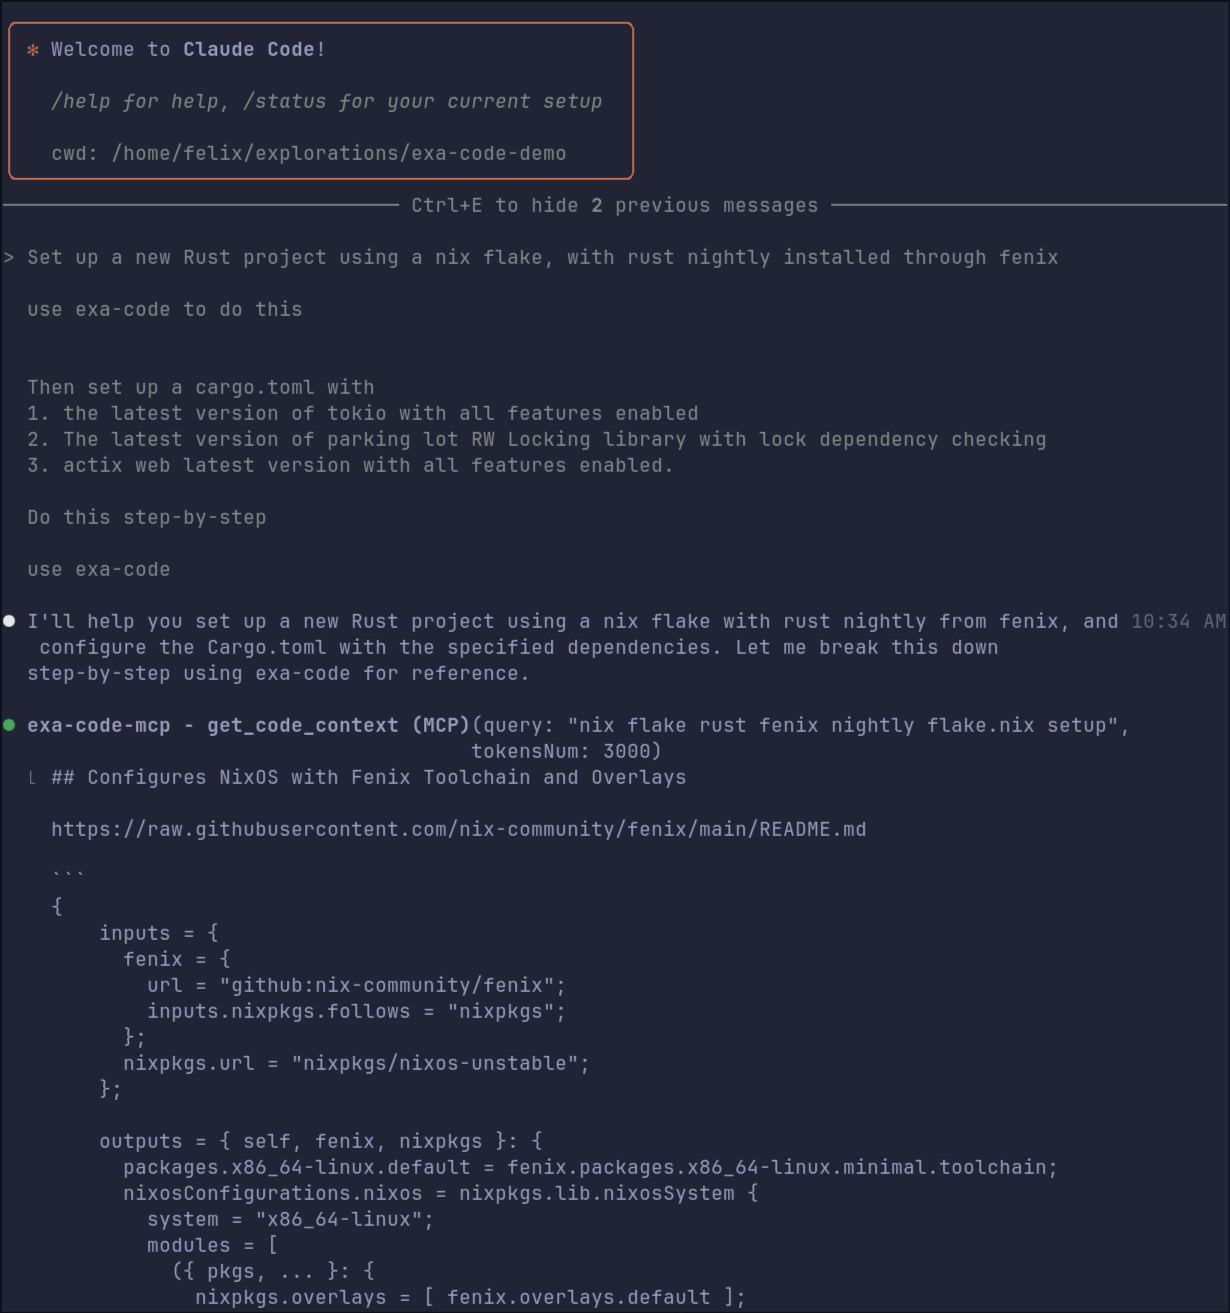 ✻ Welcome to Claude Code!
/help for help, /status for your current setup
cwd: /home/felix/explorations/exa-code-demo
Ctrl+E to hide 2 previous messages
> Set up a new Rust project using a nix flake, with rust nightly installed through fenix
use exa-code to do this
Then set up a cargo.toml with
1. the latest version of tokio with all features enabled
2. The latest version of parking lot RW Locking library with lock dependency checking
3. actix web latest version with all features enabled.
Do this step-by-step
use exa-code
● I'll help you set up a new Rust project using a nix flake with rust nightly from fenix, and 10:34 AM
configure the Cargo.toml with the specified dependencies. Let me break this down
step-by-step using exa-code for reference.
● exa-code-mcp - get_code_context (MCP)(query: "nix flake rust fenix nightly flake.nix setup",
tokensNum: 3000)
⎿ ## Configures NixOS with Fenix Toolchain and Overlays
https://raw.githubusercontent.com/nix-community/fenix/main/README.md
```
{
inputs = {
fenix = {
url = "github:nix-community/fenix";
inputs.nixpkgs.follows = "nixpkgs";
};
nixpkgs.url = "nixpkgs/nixos-unstable";
};
outputs = { self, fenix, nixpkgs }: {
packages.x86_64-linux.default = fenix.packages.x86_64-linux.minimal.toolchain;
nixosConfigurations.nixos = nixpkgs.lib.nixosSystem {
system = "x86_64-linux";
modules = [
({ pkgs, ... }: {
nixpkgs.overlays = [ fenix.overlays.default ];